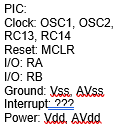 PIC:
Clock: OSC1, OSC2,
RC13, RC14
Reset: MCLR
I/O: RA
I/O: RB
Ground: Vss, AVss
Interrupt: ???
Power: Vdd, AVdd